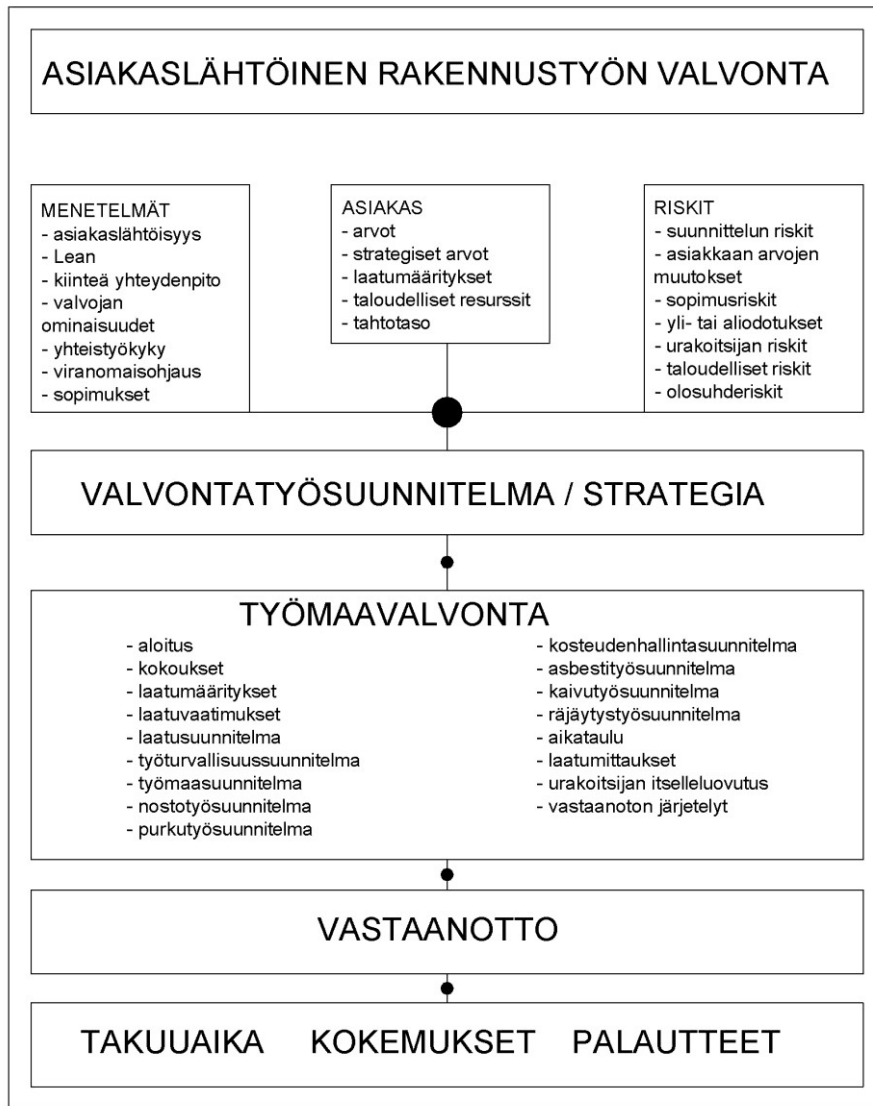 ASIAKASLÄHTÖINEN RAKENNUSTYÖN VALVONTA
MENETELMÄT
- asiakaslähtöisyys
- Lean
- kiinteä yhteydenpito
- valvojan
ominaisuudet
- yhteistyökyky
- viranomaisohjaus
- sopimukset
ASIAKAS
- arvot
- strategiset arvot
- laatumääritykset
- taloudelliset resurssit
- tahtotaso
RISKIT
- suunnittelun riskit
- asiakkaan arvojen
muutokset
- sopimusriskit
- yli- tai aliodotukset
- urakoitsijan riskit
- taloudelliset riskit
- olosuhderiskit
VALVONTATYÖSUUNNITELMA / STRATEGIA
TYÖMAAVALVONTA
- aloitus
- kokoukset
- laatumääritykset
- laatuvaatimukset
- laatusuunnitelma
- työturvallisuussuunnitelma
- työmaasuunnitelma
- nostotyösuunnitelma
- purkutyösuunnitelma
- kosteudenhallintasuunnitelma
- asbestityösuunnitelma
- kaivutyösuunnitelma
- räjäytystyösuunnitelma
- aikataulu
- laatumittaukset
- urakoitsijan itselleluovutus
- vastaanoton järjetelyt
VASTAANOTTO
TAKUUAIKA KOKEMUKSET PALAUTTEET